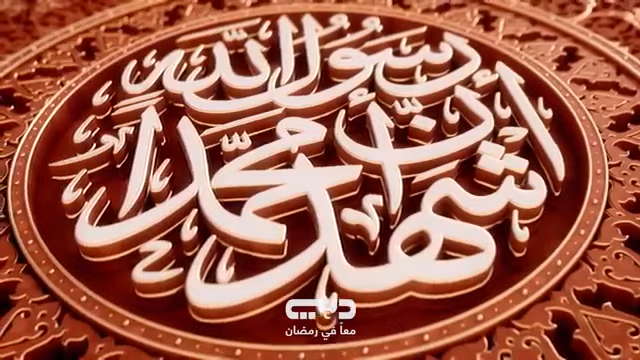 أشهد أن محمدا
رسول الله
دبي
معاً في رمضان